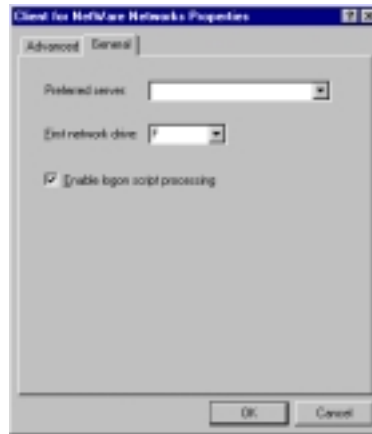 Client for NetWare Networks Properties
Advanced General
Preferred server:
First network drive: F
Enable logon script processing
OK Cancel